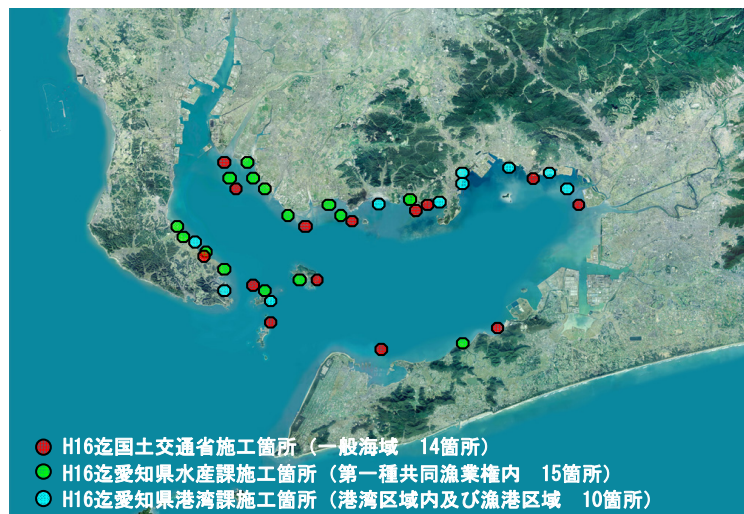 H16迄国土交通省施工箇所（一般海域　14箇所）
H16迄愛知県水産課施工箇所（第一種共同漁業権内　15箇所）
H16迄愛知県港湾課施工箇所（港湾区域内及び漁港区域　10箇所）